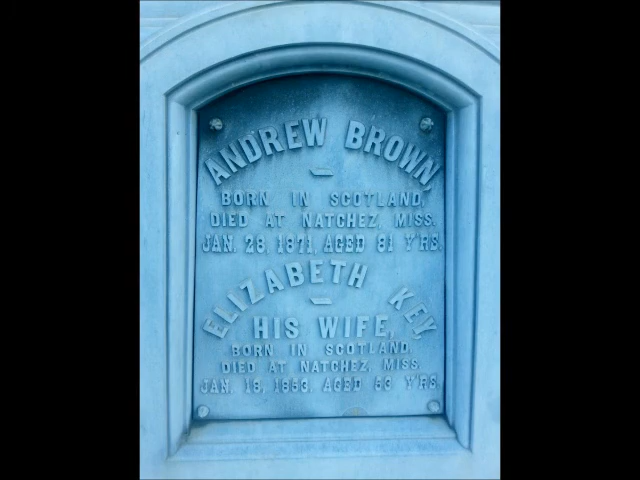 ANDREW BROWN,
BORN IN SCOTLAND,
DIED AT NATCHEZ, MISS.
JAN. 28, 1871, AGED 81 Y'RS.
ELIZABETH KEY,
HIS WIFE,
BORN IN SCOTLAND,
DIED AT NATCHEZ, MISS.
JAN. 18, 1853. AGED 53 Y'RS.